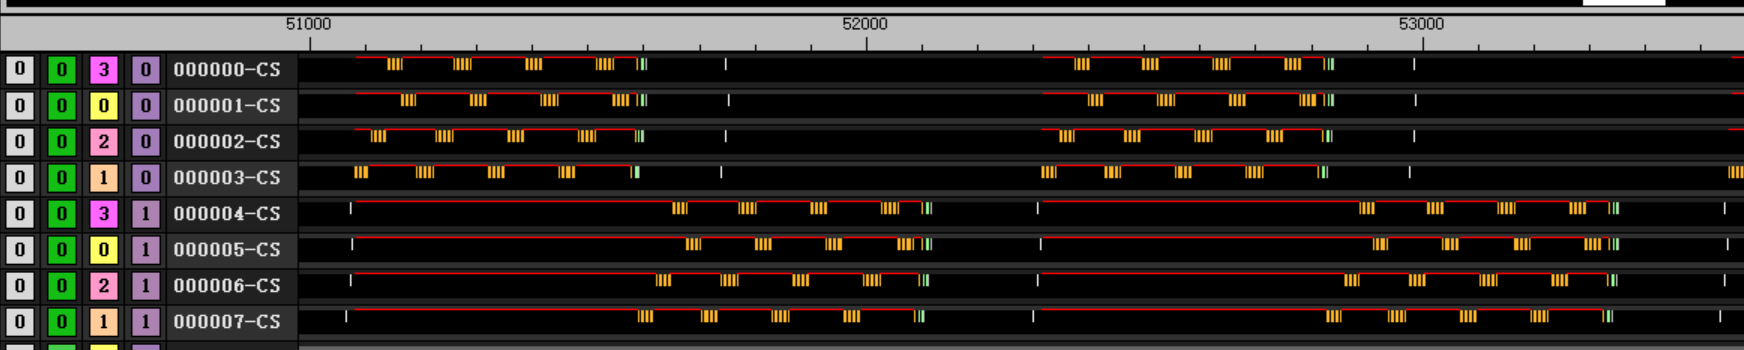 51000 52000 53000
0 0 3 0 000000-CS
0 0 0 0 000001-CS
0 0 2 0 000002-CS
0 0 1 0 000003-CS
0 0 3 1 000004-CS
0 0 0 1 000005-CS
0 0 2 1 000006-CS
0 0 1 1 000007-CS